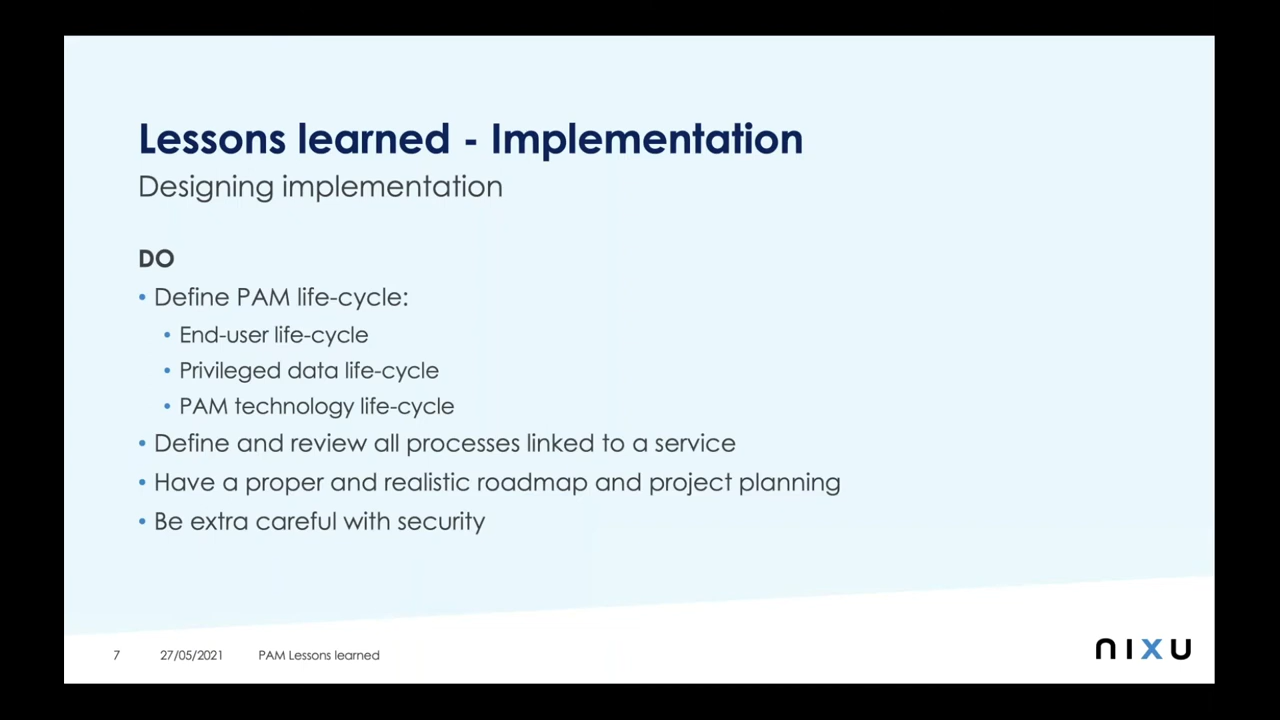 Lessons learned - Implementation
Designing implementation
DO
• Define PAM life-cycle:
• End-user life-cycle
• Privileged data life-cycle
• PAM technology life-cycle
• Define and review all processes linked to a service
• Have a proper and realistic roadmap and project planning
• Be extra careful with security
7 27/05/2021 PAM Lessons learned
nixu